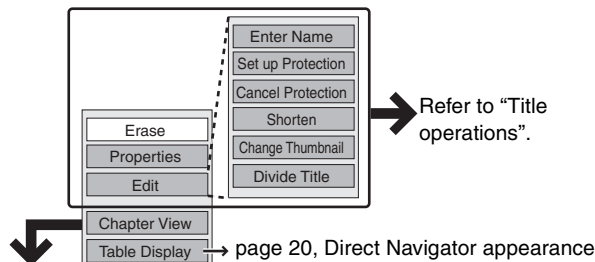 Enter Name
Set up Protection
Cancel Protection
Shorten
Change Thumbnail
Divide Title
Refer to “Title
operations”.
Erase
Properties
Edit
Chapter View
Table Display
page 20, Direct Navigator appearance